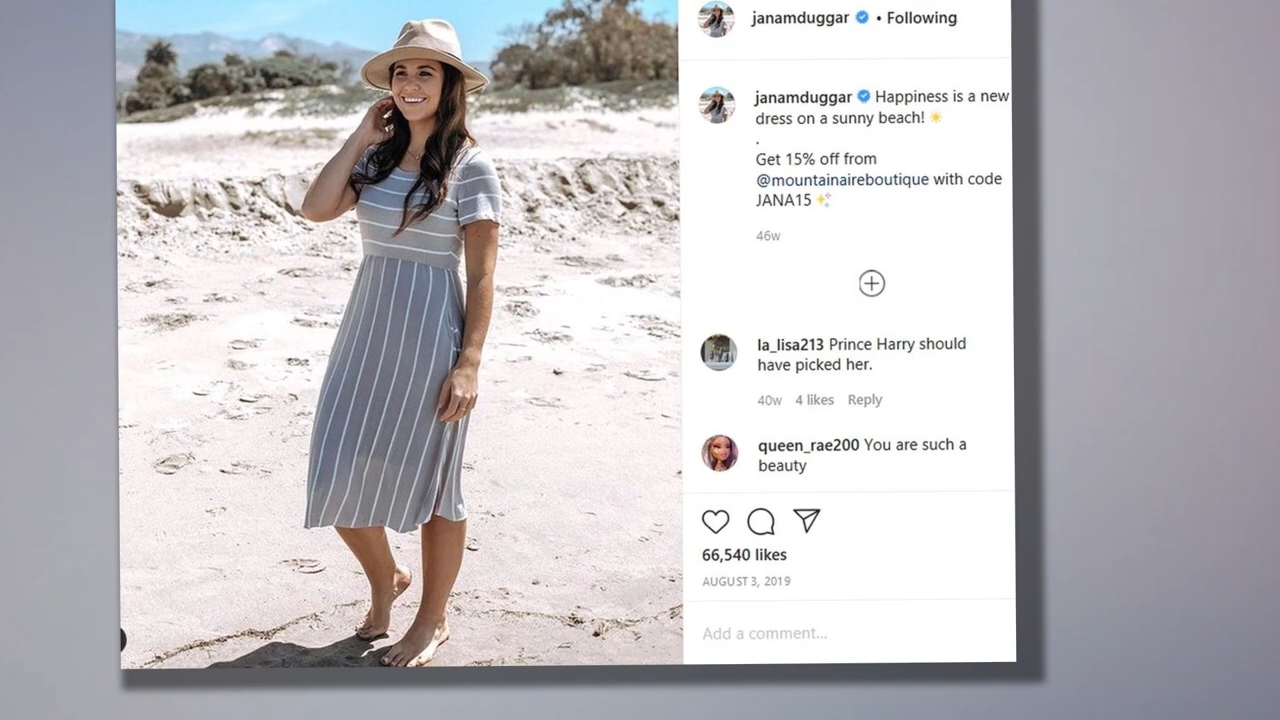 janamduggar • Following
janamduggar Happiness is a new
dress on a sunny beach! ☀️
.
Get 15% off from
@mountainaireboutique with code
JANA15 ✨
46w
la_lisa213 Prince Harry should
have picked her.
40w 4 likes Reply
queen_rae200 You are such a
beauty
66,540 likes
AUGUST 3, 2019
Add a comment...